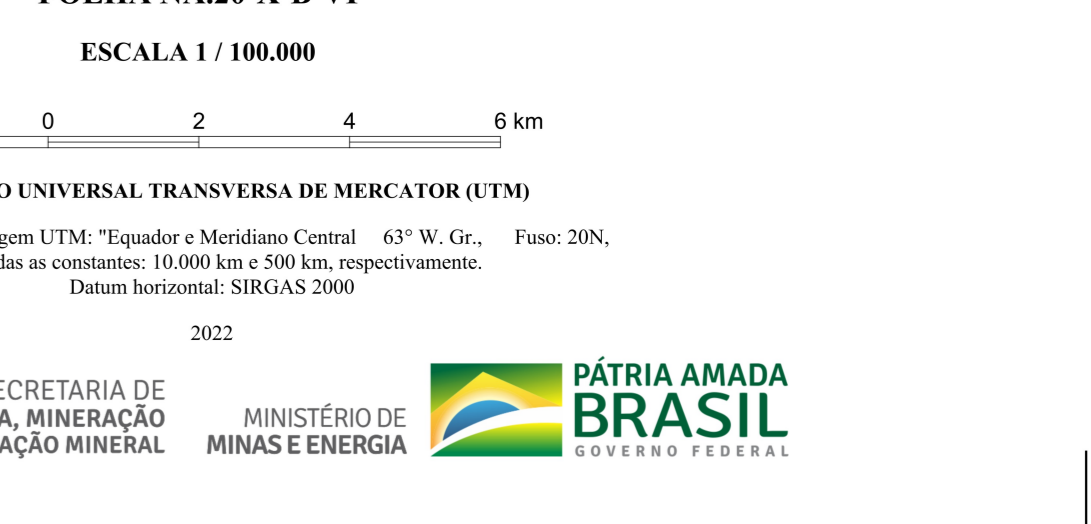 ESCALA 1 / 100.000
0 2 4 6 km
O UNIVERSAL TRANSVERSA DE MERCATOR (UTM)
gem UTM: "Equador e Meridiano Central 63° W. Gr., Fuso: 20N,
das as constantes: 10.000 km e 500 km, respectivamente.
Datum horizontal: SIRGAS 2000
2022
ECRETARIA DE
A, MINERAÇÃO
AÇÃO MINERAL
MINISTÉRIO DE
MINAS E ENERGIA
PÁTRIA AMADA
BRASIL
GOVERNO FEDERAL